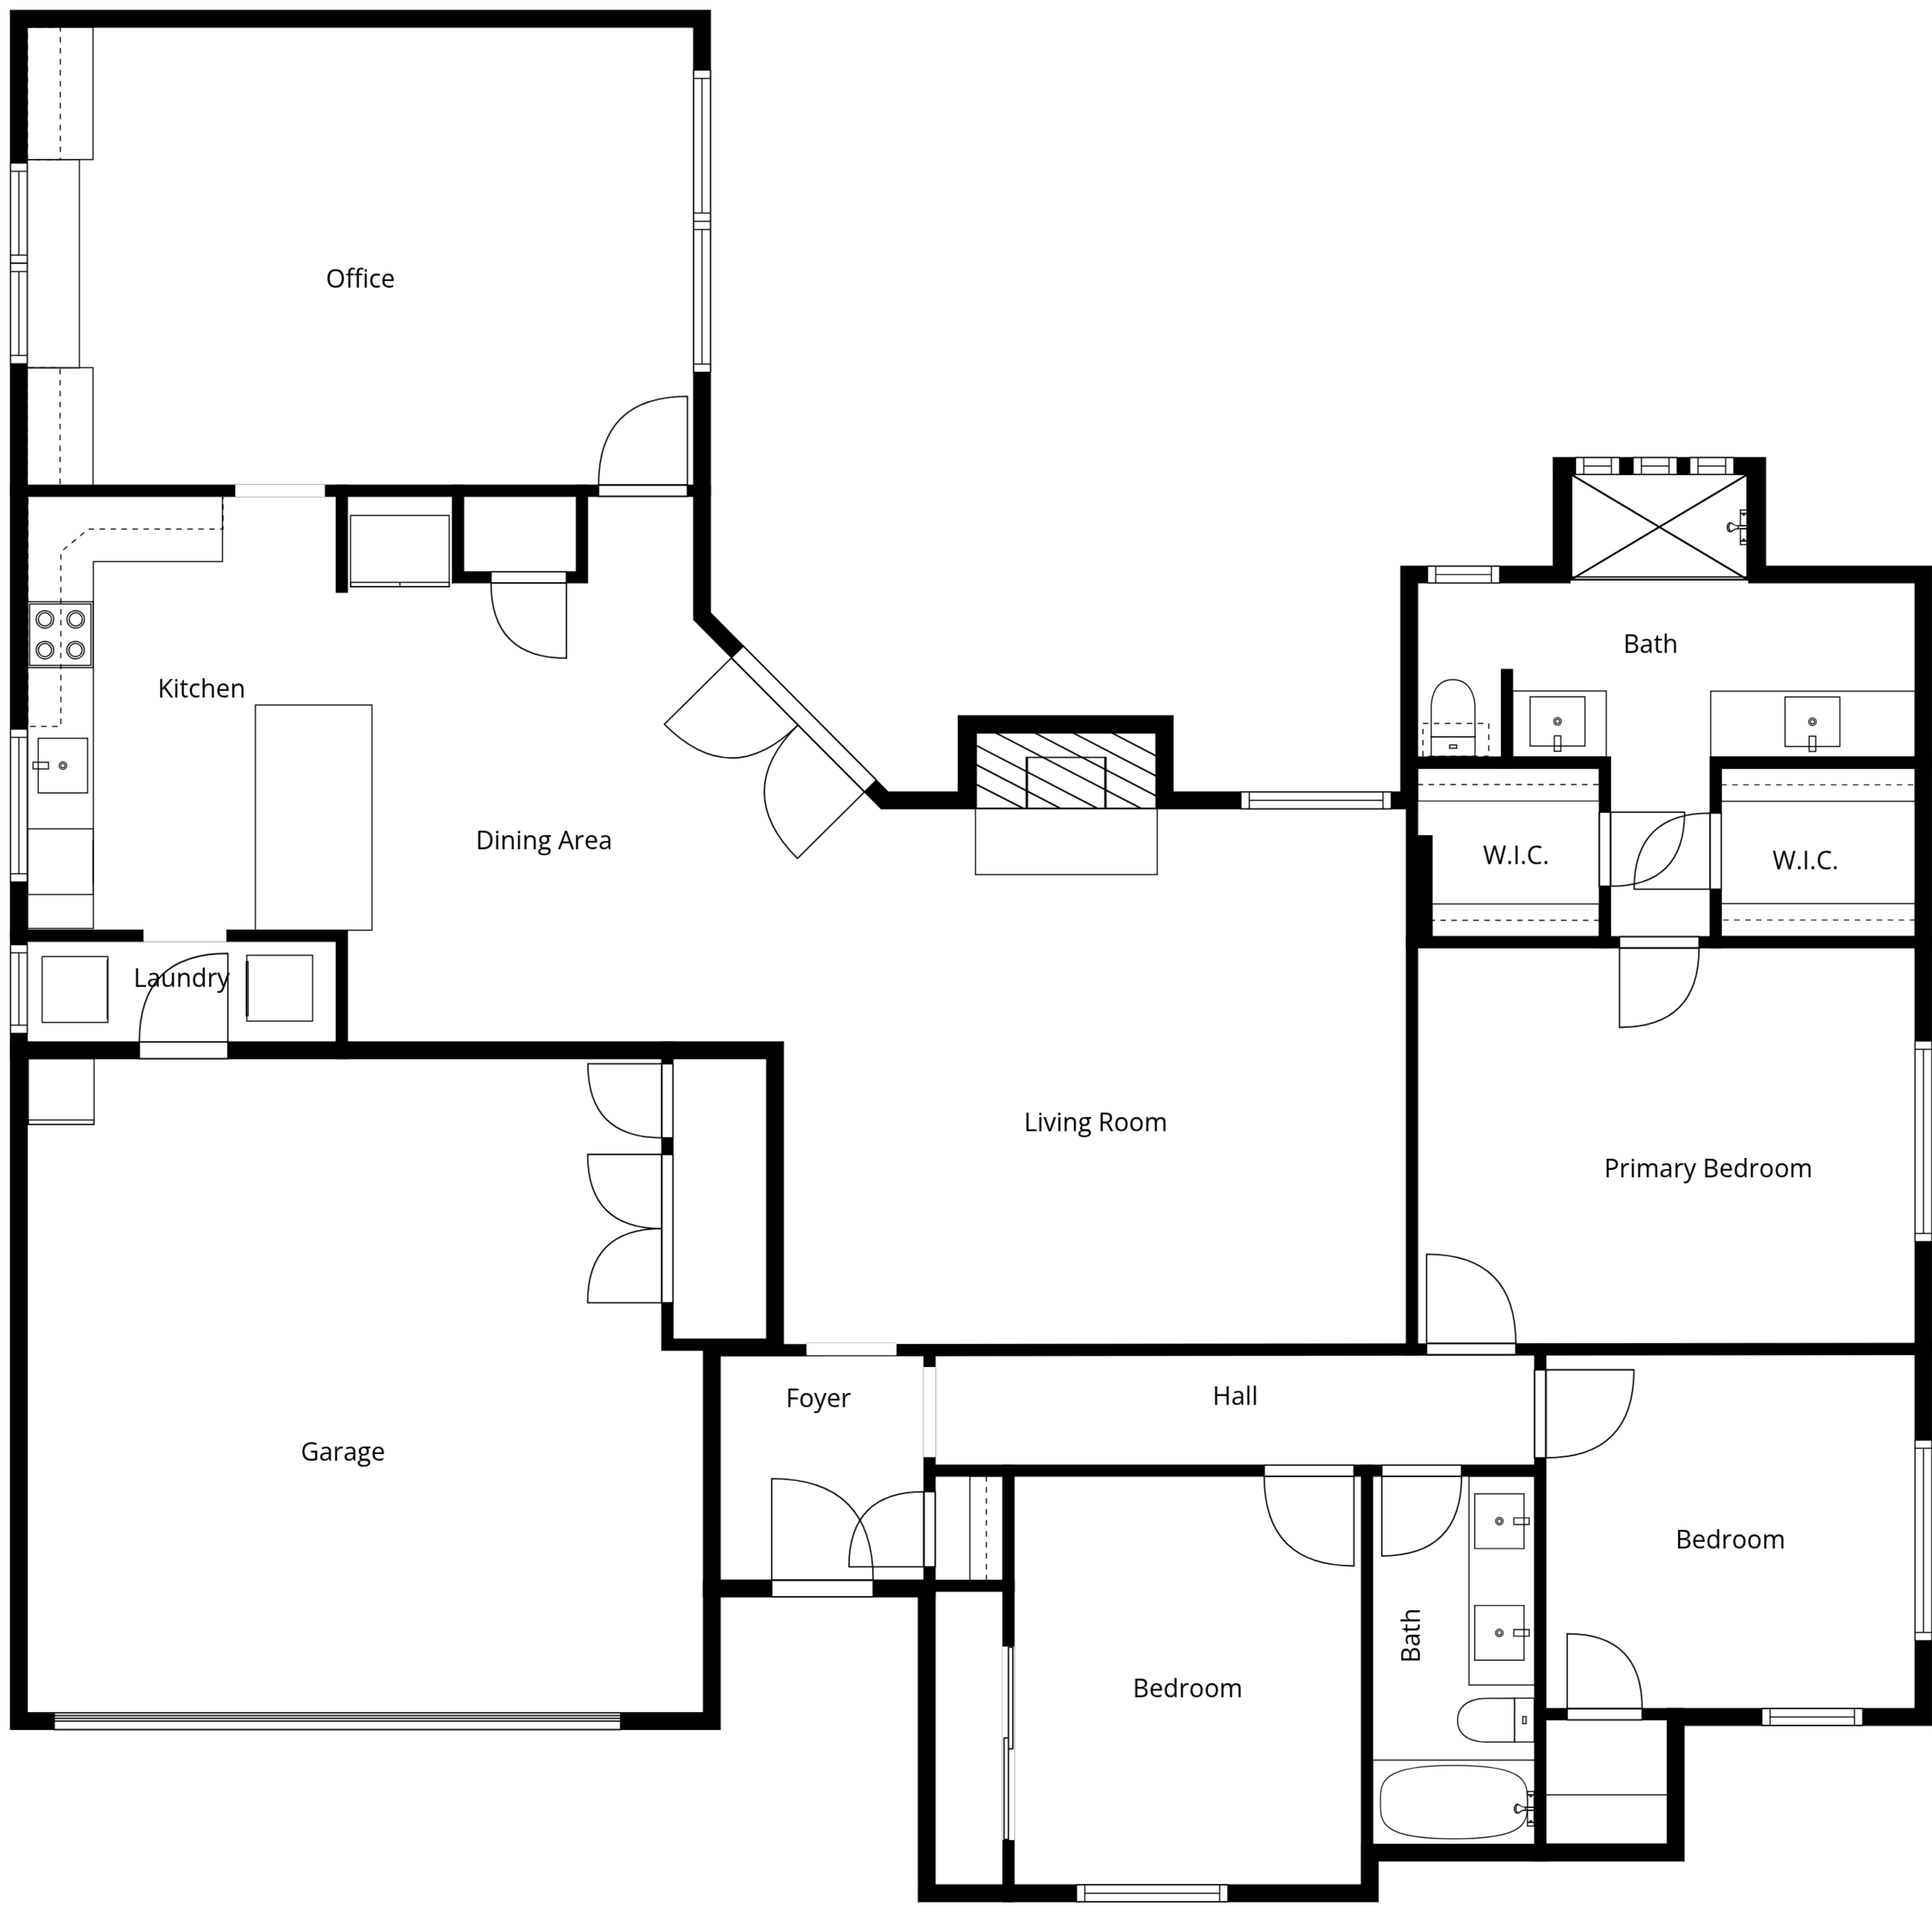 Office
Bath
Kitchen
Dining Area
W.I.C.
W.I.C.
Laundry
Living Room
Primary Bedroom
Foyer
Hall
Garage
Bedroom
Bath
Bedroom